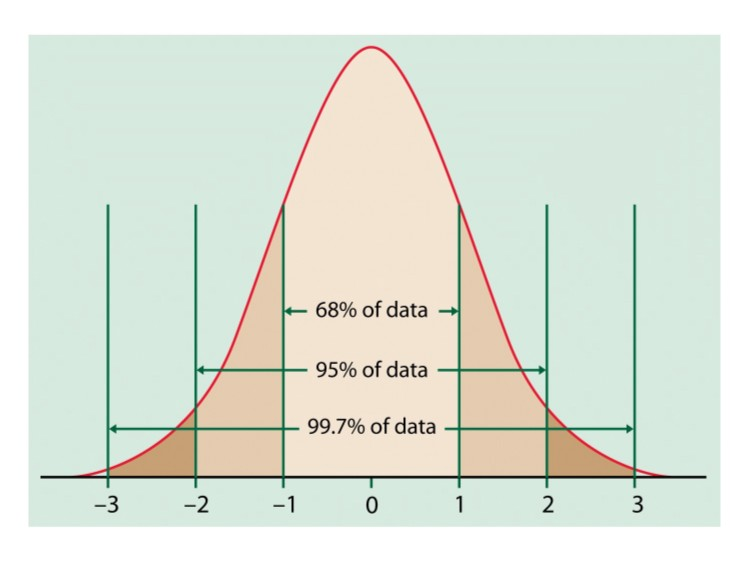 68% of data
95% of data
99.7% of data
−3 −2 −1 0 1 2 3